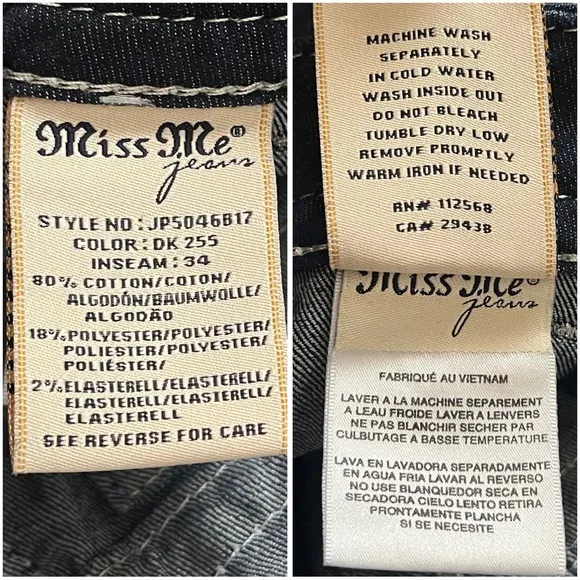 Miss Me®
jeans
STYLE NO: JP5046B17
COLOR: DK 255
INSEAM: 34
80% COTTON/COTON/
ALGODÓN/BAUMWOLLE/
ALGODÃO
18% POLYESTER/POLYESTER/
POLIÉSTER/POLYESTER/
POLIÉSTER/
2% ELASTERELL/ELASTERELL/
ELASTERELL/ELASTERELL/
ELASTERELL
SEE REVERSE FOR CARE
MACHINE WASH
SEPARATELY
IN COLD WATER
WASH INSIDE OUT
DO NOT BLEACH
TUMBLE DRY LOW
REMOVE PROMPTLY
WARM IRON IF NEEDED
RN# 112568
CA# 29438
Miss Me®
jeans
FABRIQUÉ AU VIETNAM
LAVER A LA MACHINE SEPAREMENT
A LEAU FROIDE LAVER A LENVERS
NE PAS BLANCHIR SECHER PAR
CULBUTAGE A BASSE TEMPERATURE
LAVA EN LAVADORA SEPARADAMENTE
EN AGUA FRIA LAVAR AL REVERSO
NO USE BLANQUEDOR SECA EN
SECADORA CIELO LENTO RETIRA
PRONTAMENTE PLANCHA
SI SE NECESITE